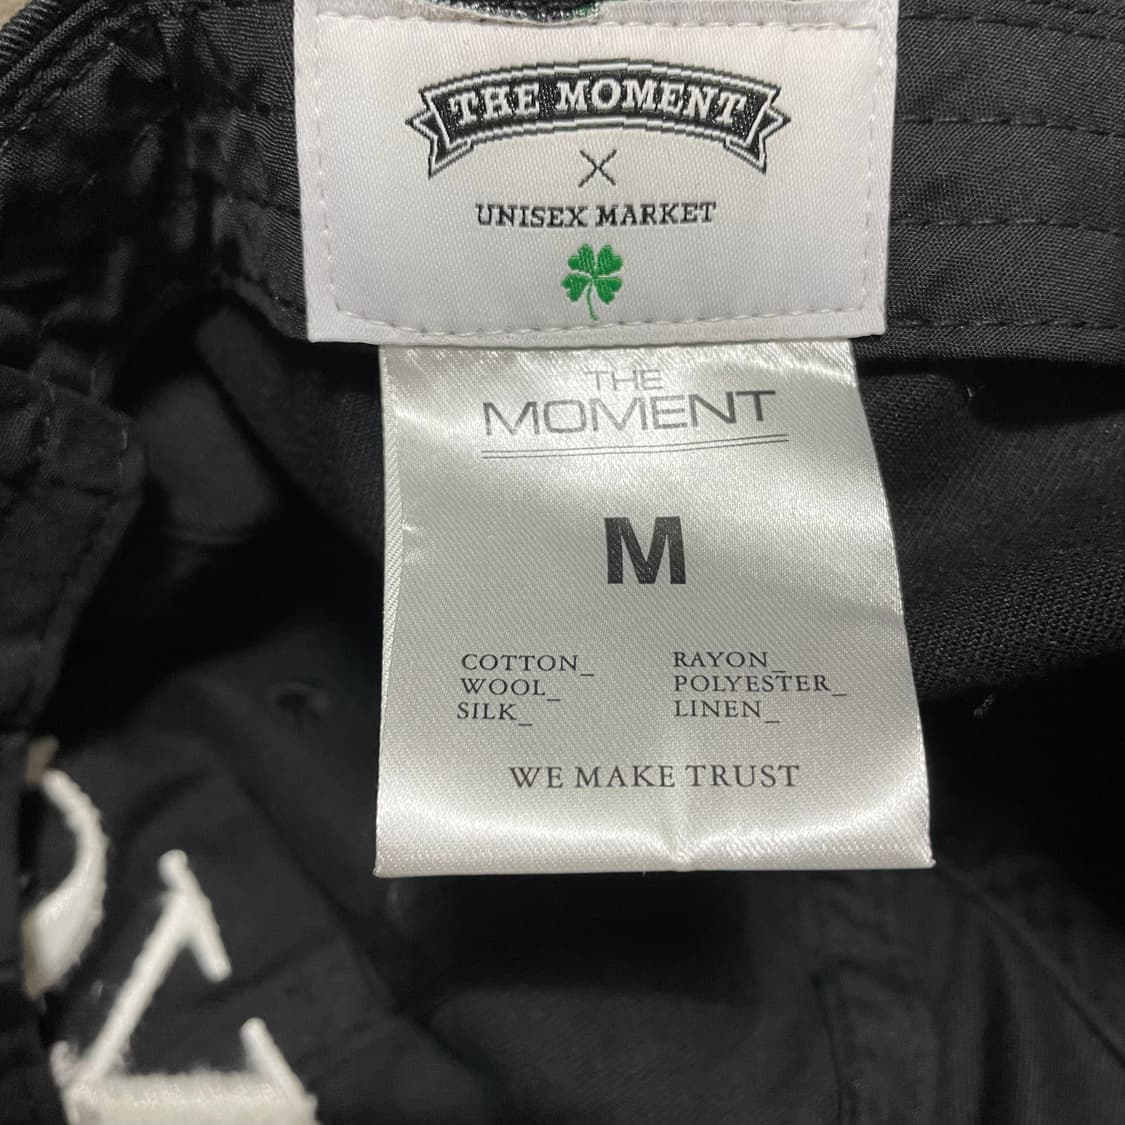 THE MOMENT
X
UNISEX MARKET
THE
MOMENT
M
COTTON_ RAYON_
WOOL_ POLYESTER_
SILK_ LINEN_
WE MAKE TRUST